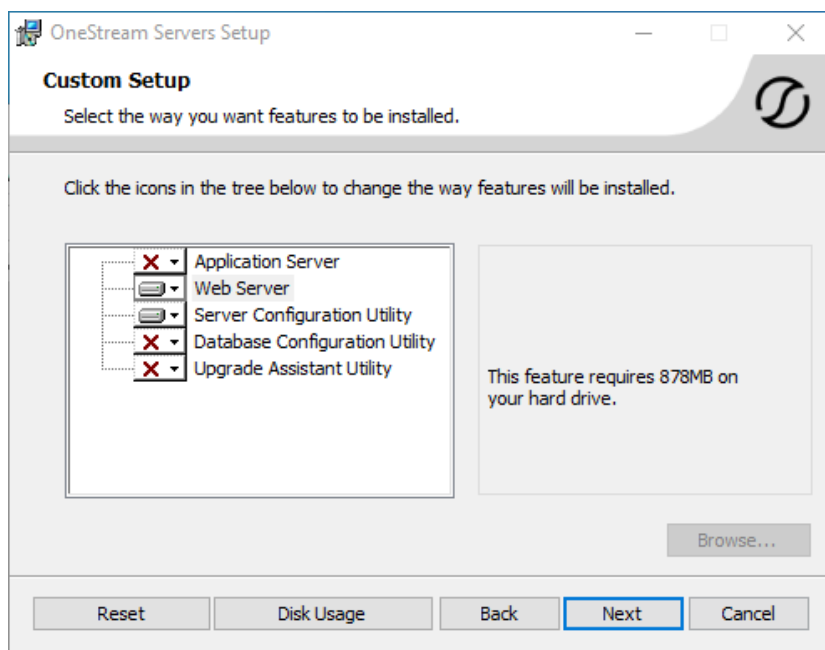 OneStream Servers Setup
Custom Setup
Select the way you want features to be installed.
Click the icons in the tree below to change the way features will be installed.
Application Server
Web Server
Server Configuration Utility
Database Configuration Utility
Upgrade Assistant Utility
This feature requires 878MB on
your hard drive.
Browse...
Reset
Disk Usage
Back
Next
Cancel